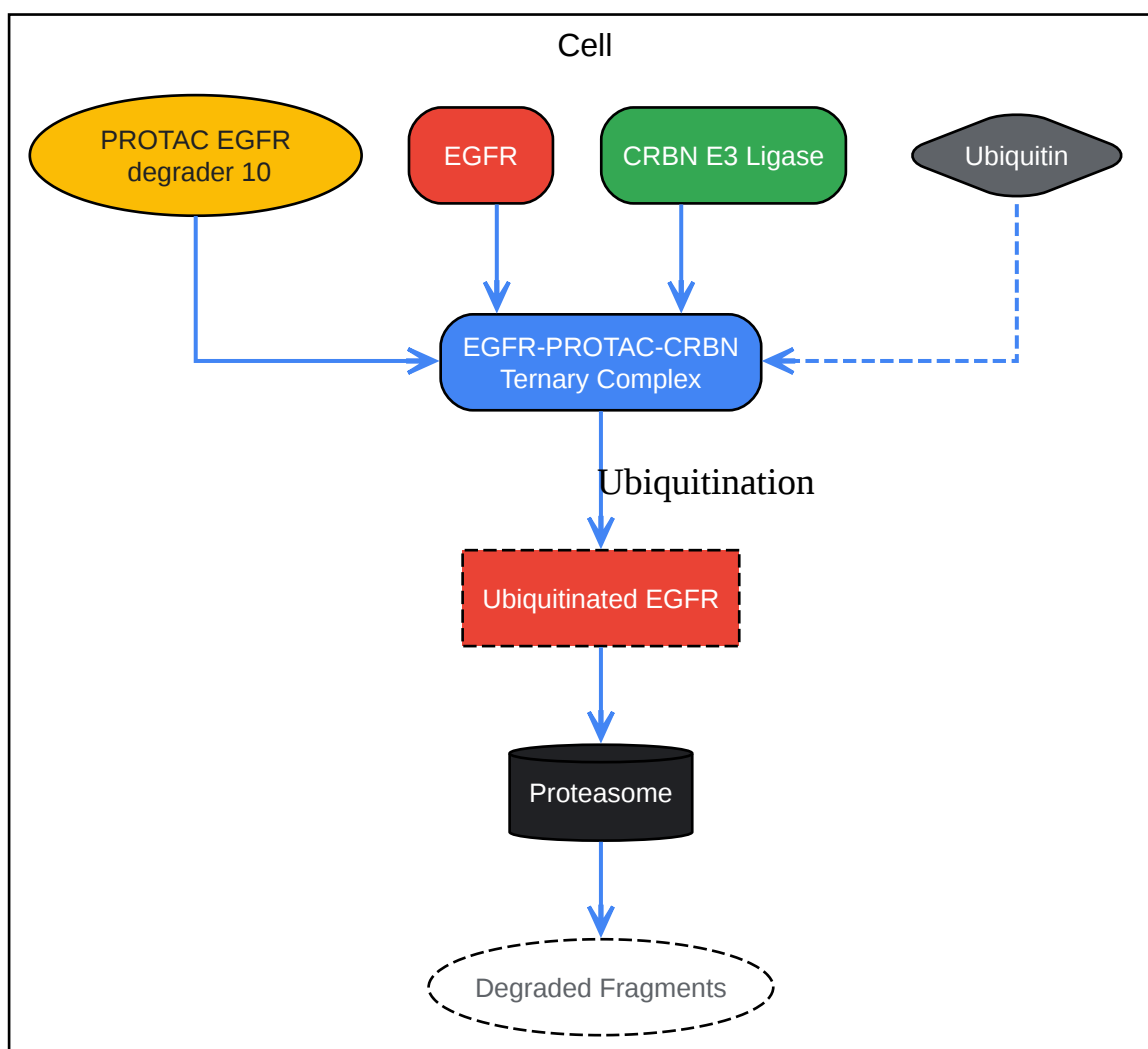 Cell
PROTAC EGFR
degrader 10
EGFR
CRBN E3 Ligase
Ubiquitin
EGFR-PROTAC-CRBN
Ternary Complex
Ubiquitination
Ubiquitinated EGFR
Proteasome
Degraded Fragments